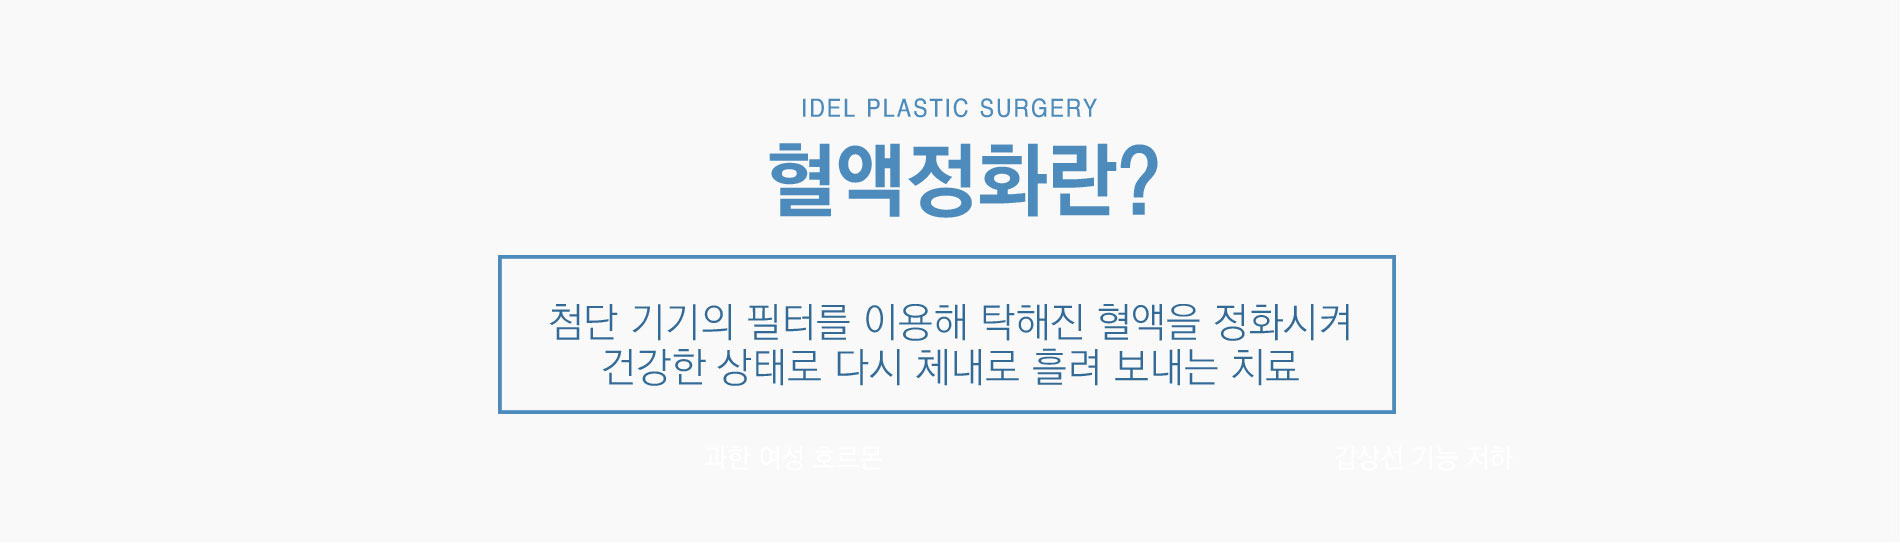 IDEL PLASTIC SURGERY
혈액정화란?
첨단 기기의 필터를 이용해 탁해진 혈액을 정화시켜
건강한 상태로 다시 체내로 흘려 보내는 치료
과한 여성 호르몬
갑상선 기능 저하